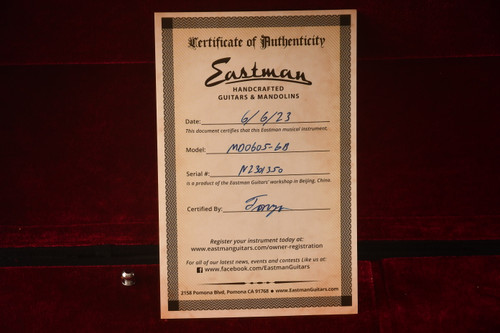 Certificate of Authenticity
Eastman
HANDCRAFTED
GUITARS & MANDOLINS
Date: 6/6/23
This document certifies that this Eastman musical instrument.
Model: MDO605-GB
Serial #: N2301350
is a product of the Eastman Guitars' workshop in Beijing, China.
Certified By:
Register your instrument today at:
www.eastmanguitars.com/owner-registration
For all of our latest news, events and contests Like us at:
www.facebook.com/EastmanGuitars
2158 Pomona Blvd, Pomona CA 91768 • www.EastmanGuitars.com